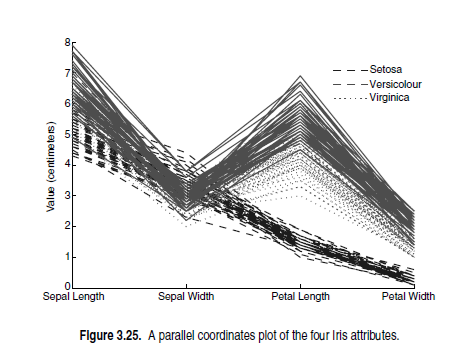 8
7
6
5
4
3
2
1
0
Value (centimeters)
Setosa
Versicolour
Virginica
Sepal Length Sepal Width Petal Length Petal Width
Figure 3.25. A parallel coordinates plot of the four Iris attributes.